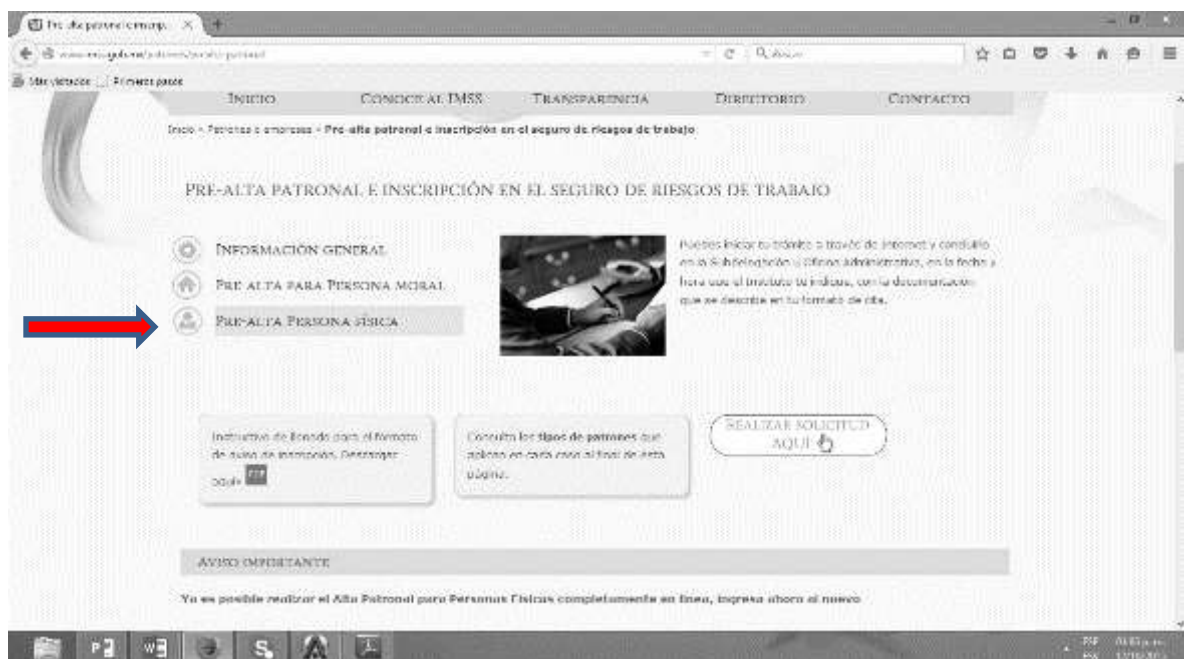 INICIO CONOCE AL IMSS TRANSPARENCIA DIRECTORIO CONTACTO
Inicio » Patrones o empresas » Pre-alta patronal e inscripción en el seguro de riesgos de trabajo
PRE-ALTA PATRONAL E INSCRIPCIÓN EN EL SEGURO DE RIESGOS DE TRABAJO
INFORMACIÓN GENERAL
PRE ALTA PARA PERSONA MORAL
PRE-ALTA PERSONA FÍSICA
Puedes iniciar tu trámite a través de Internet y concluirlo
en la Subdelegación u Oficina Administrativa, en la fecha y
hora que el Instituto te indique, con la documentación
que se describe en tu formato de cita.
Instructivo de llenado para el formato
de aviso de inscripción. Descargar
aquí» PDF
Consulta los tipos de patrones que
aplican en cada caso al final de esta
página.
REALIZAR SOLICITUD
AQUÍ
AVISO IMPORTANTE
Ya es posible realizar el Alta Patronal para Personas Físicas completamente en línea, ingresa ahora al nuevo